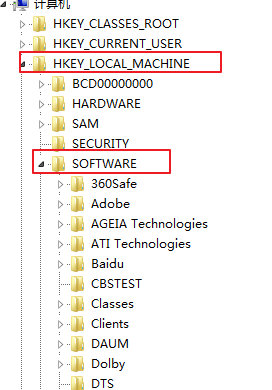 计算机
HKEY_CLASSES_ROOT
HKEY_CURRENT_USER
HKEY_LOCAL_MACHINE
BCD00000000
HARDWARE
SAM
SECURITY
SOFTWARE
360Safe
Adobe
AGEIA Technologies
ATI Technologies
Baidu
CBSTEST
Classes
Clients
DAUM
Dolby
DTS